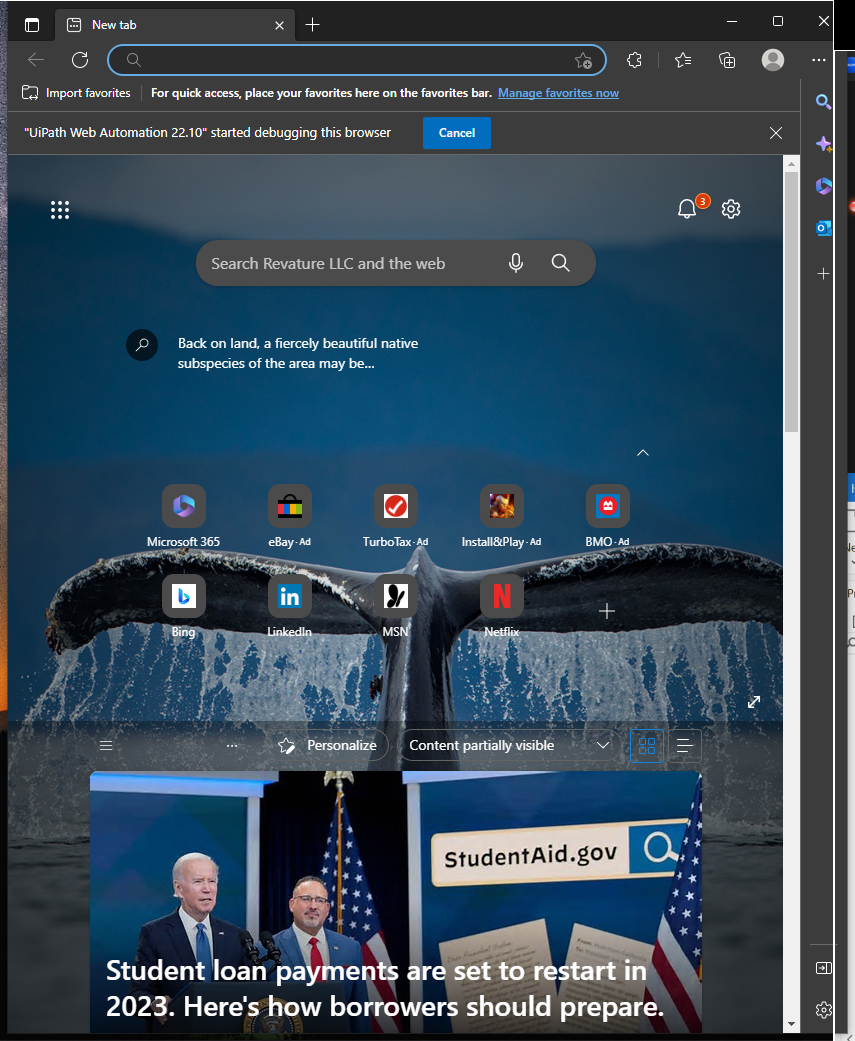 New tab
Import favorites
For quick access, place your favorites here on the favorites bar. Manage favorites now
"UiPath Web Automation 22.10" started debugging this browser
Cancel
3
Search Revature LLC and the web
Back on land, a fiercely beautiful native
subspecies of the area may be...
Microsoft 365
eBay · Ad
TurboTax · Ad
Install&Play · Ad
BMO · Ad
Bing
LinkedIn
MSN
Netflix
Personalize
Content partially visible
StudentAid.gov
Student loan payments are set to restart in
2023. Here's how borrowers should prepare.